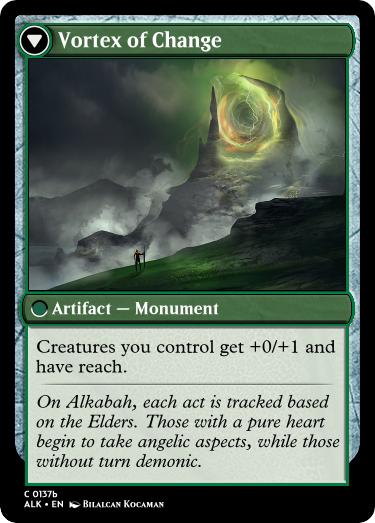 Vortex of Change
Artifact — Monument
Creatures you control get +0/+1 and
have reach.
On Alkabah, each act is tracked based
on the Elders. Those with a pure heart
begin to take angelic aspects, while those
without turn demonic.
C 0137b
ALK • EN Bilalcan Kocaman